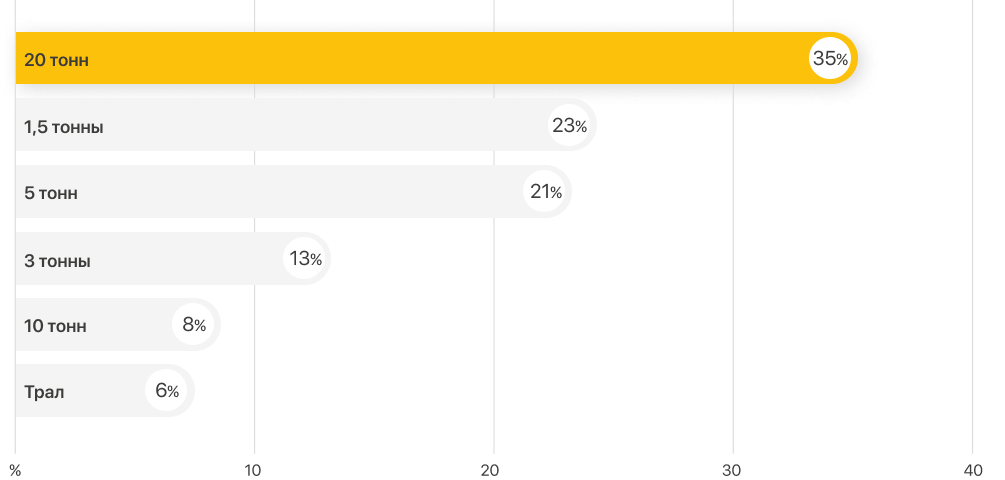 20 тонн 35%
1,5 тонны 23%
5 тонн 21%
3 тонны 13%
10 тонн 8%
Трал 6%
% 10 20 30 40